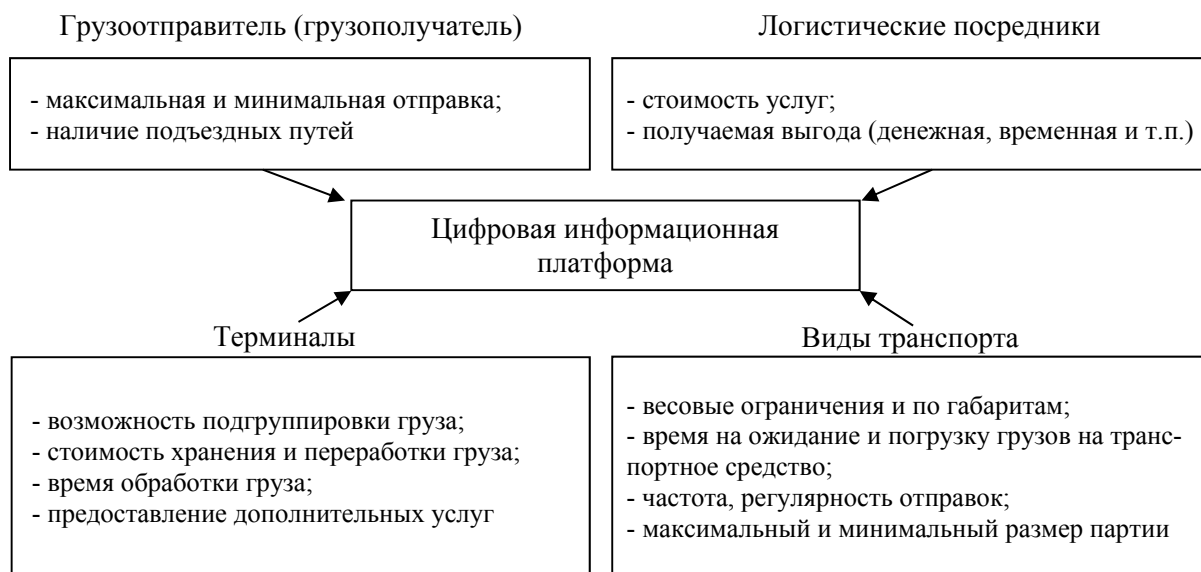 Грузоотправитель (грузополучатель)
- максимальная и минимальная отправка;
- наличие подъездных путей
Логистические посредники
- стоимость услуг;
- получаемая выгода (денежная, временная и т.п.)
Цифровая информационная
платформа
Терминалы
- возможность подгруппировки груза;
- стоимость хранения и переработки груза;
- время обработки груза;
- предоставление дополнительных услуг
Виды транспорта
- весовые ограничения и по габаритам;
- время на ожидание и погрузку грузов на транс-
портное средство;
- частота, регулярность отправок;
- максимальный и минимальный размер партии